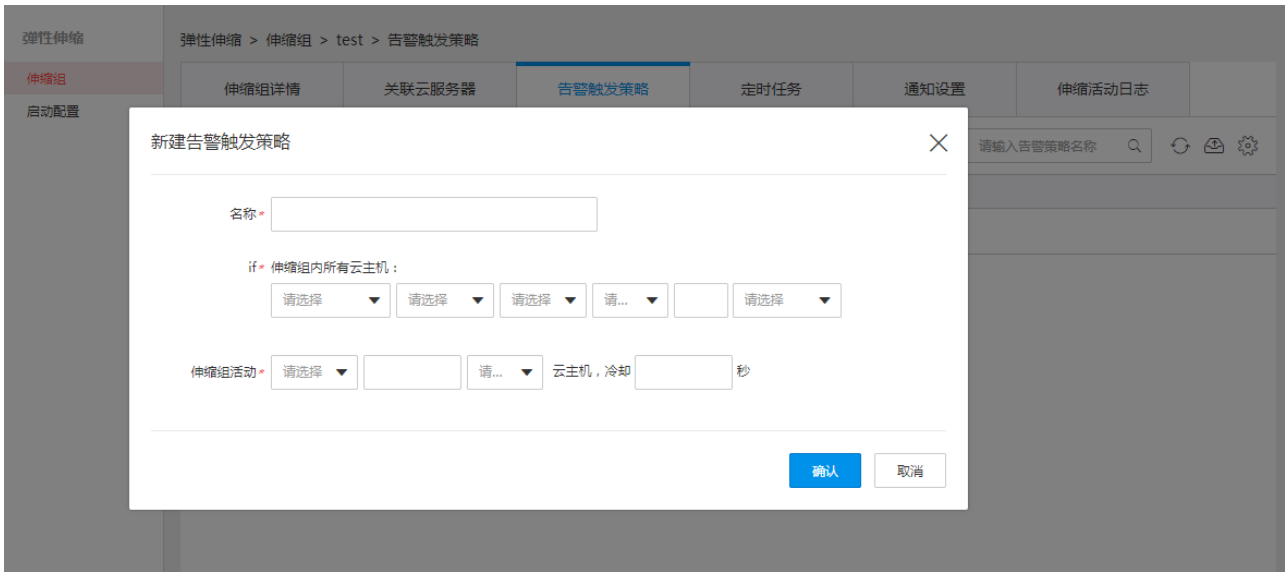 弹性伸缩
弹性伸缩 > 伸缩组 > test > 告警触发策略
伸缩组
启动配置
伸缩组详情 关联云服务器 告警触发策略 定时任务 通知设置 伸缩活动日志
请输入告警策略名称
新建告警触发策略
名称*
if* 伸缩组内所有云主机：
请选择 请选择 请选择 请... 请选择
伸缩组活动* 请选择 请... 云主机，冷却 秒
确认 取消